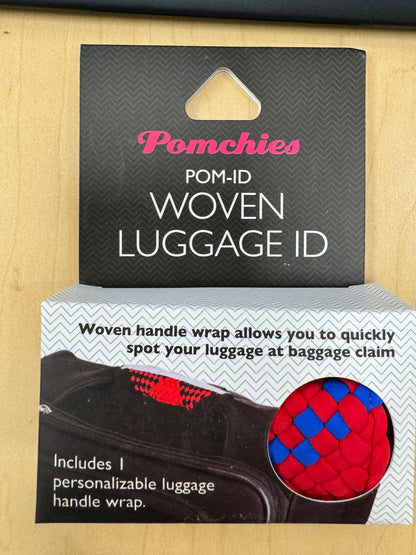 Pomchies
POM-ID
WOVEN
LUGGAGE ID
Woven handle wrap allows you to quickly
spot your luggage at baggage claim
Includes 1
personalizable luggage
handle wrap.